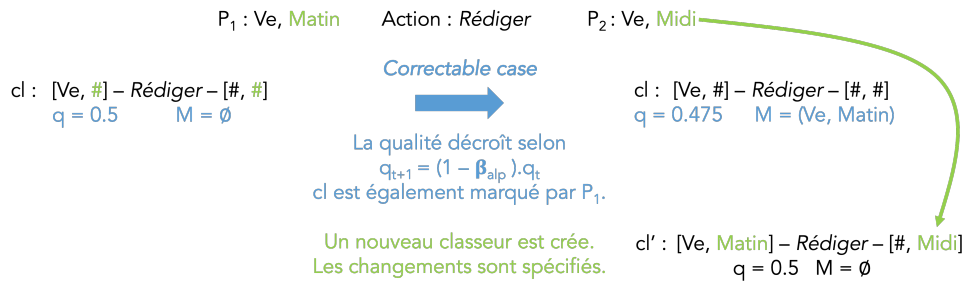 P₁ : Ve, Matin Action : Rédiger P₂ : Ve, Midi
Correctable case
cl : [Ve, #] – Rédiger – [#, #]
q = 0.5 M = ∅
cl : [Ve, #] – Rédiger – [#, #]
q = 0.475 M = (Ve, Matin)
La qualité décroît selon
qₜ₊₁ = (1 – βalp ).qₜ
cl est également marqué par P₁.
Un nouveau classeur est crée.
Les changements sont spécifiés.
cl’ : [Ve, Matin] – Rédiger – [#, Midi]
q = 0.5 M = ∅